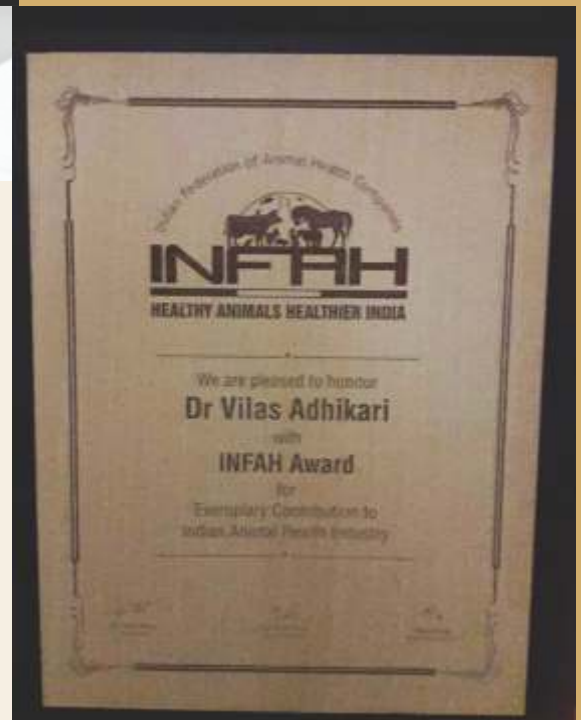 Indian Federation of Animal Health Companies
INFAH
HEALTHY ANIMALS HEALTHIER INDIA
We are pleased to honour
Dr Vilas Adhikari
with
INFAH Award
for
Exemplary Contribution to
Indian Animal Health Industry